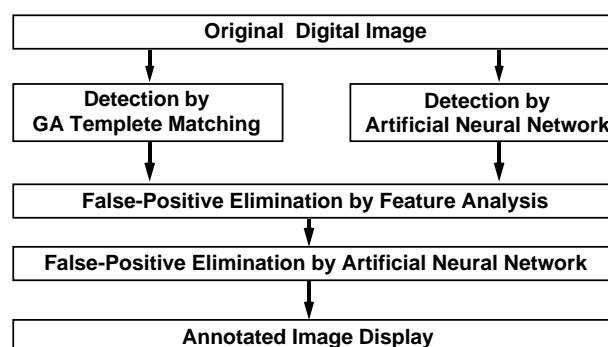 Original Digital Image
Detection by
GA Templete Matching
Detection by
Artificial Neural Network
False-Positive Elimination by Feature Analysis
False-Positive Elimination by Artificial Neural Network
Annotated Image Display